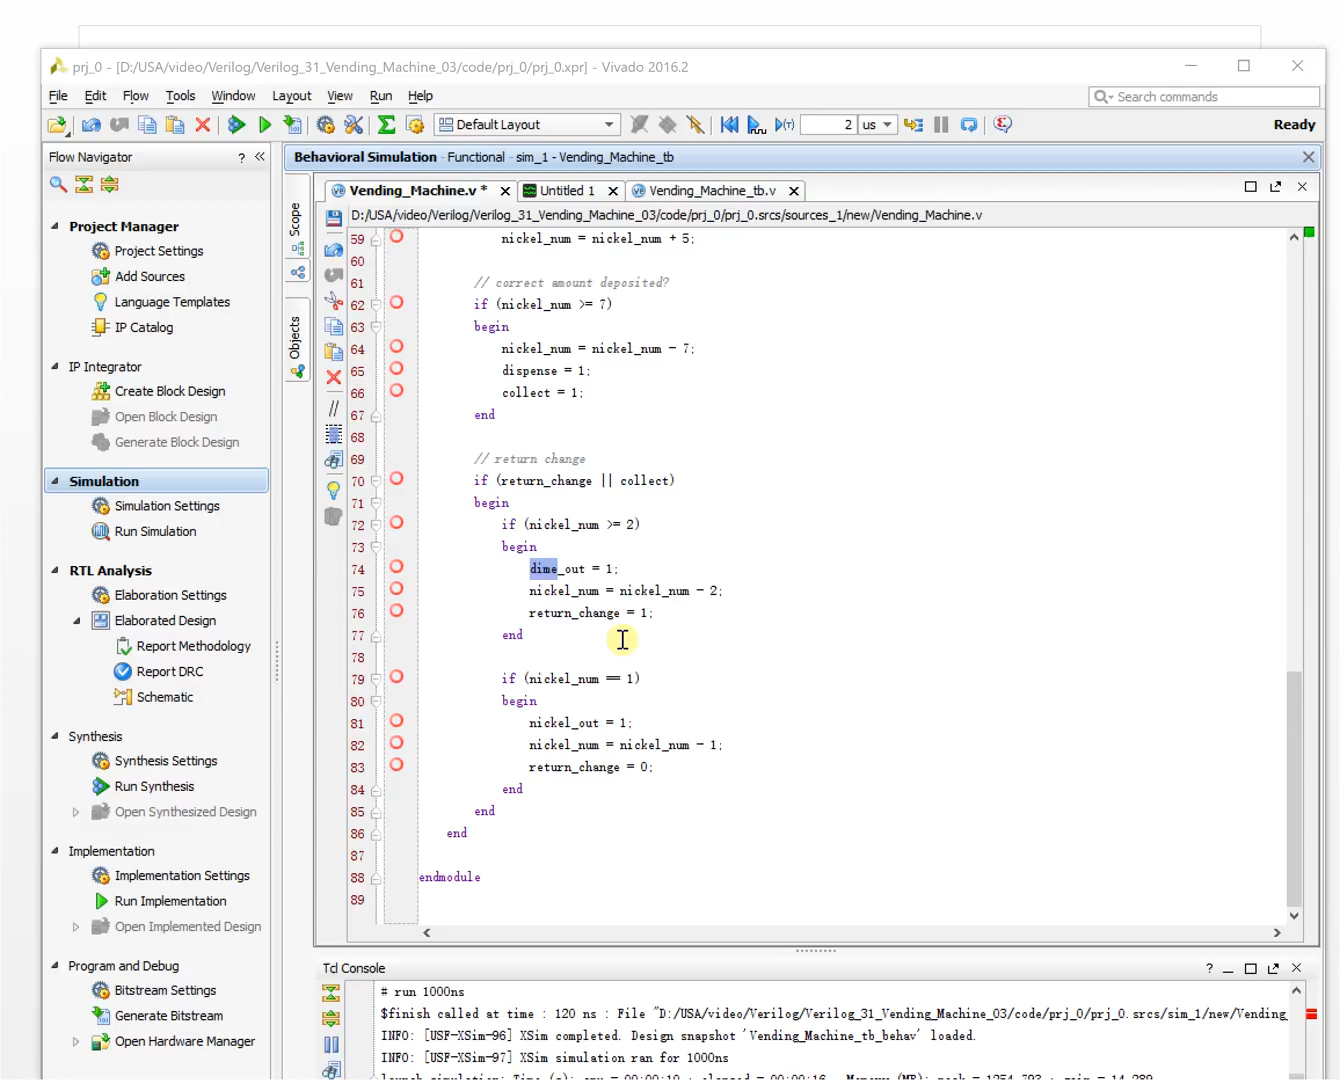 prj_0 - [D:/USA/video/Verilog/Verilog_31_Vending_Machine_03/code/prj_0/prj_0.xpr] - Vivado 2016.2
File Edit Flow Tools Window Layout View Run Help
Search commands
Default Layout
2 us
Ready
Flow Navigator
Behavioral Simulation - Functional - sim_1 - Vending_Machine_tb
Vending_Machine.v * Untitled 1 Vending_Machine_tb.v
D:/USA/video/Verilog/Verilog_31_Vending_Machine_03/code/prj_0/prj_0.srcs/sources_1/new/Vending_Machine.v
Scope
Objects
Project Manager
Project Settings
Add Sources
Language Templates
IP Catalog
IP Integrator
Create Block Design
Open Block Design
Generate Block Design
Simulation
Simulation Settings
Run Simulation
RTL Analysis
Elaboration Settings
Elaborated Design
Report Methodology
Report DRC
Schematic
Synthesis
Synthesis Settings
Run Synthesis
Open Synthesized Design
Implementation
Implementation Settings
Run Implementation
Open Implemented Design
Program and Debug
Bitstream Settings
Generate Bitstream
Open Hardware Manager
59 nickel_num = nickel_num + 5;
60
61 // correct amount deposited?
62 if (nickel_num >= 7)
63 begin
64 nickel_num = nickel_num - 7;
65 dispense = 1;
66 collect = 1;
67 end
68
69 // return change
70 if (return_change || collect)
71 begin
72 if (nickel_num >= 2)
73 begin
74 dime_out = 1;
75 nickel_num = nickel_num - 2;
76 return_change = 1;
77 end
78
79 if (nickel_num == 1)
80 begin
81 nickel_out = 1;
82 nickel_num = nickel_num - 1;
83 return_change = 0;
84 end
85 end
86 end
87
88 endmodule
89
Tcl Console
# run 1000ns
$finish called at time : 120 ns : File "D:/USA/video/Verilog/Verilog_31_Vending_Machine_03/code/prj_0/prj_0.srcs/sim_1/new/Vending_
INFO: [USF-XSim-96] XSim completed. Design snapshot 'Vending_Machine_tb_behav' loaded.
INFO: [USF-XSim-97] XSim simulation ran for 1000ns